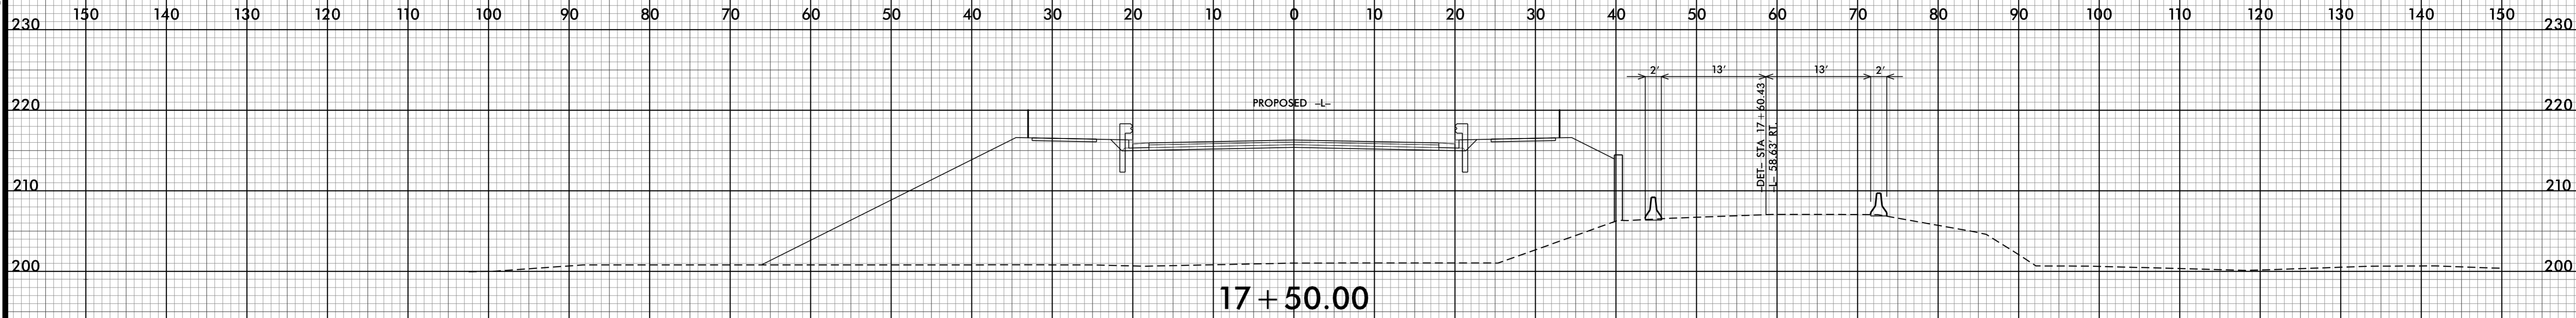 150 140 130 120 110 100 90 80 70 60 50 40 30 20 10 0 10 20 30 40 50 60 70 80 90 100 110 120 130 140 150
230 230
2' 13' 13' 2'
220 PROPOSED -L- 220
-DET- STA 17+60.43
-L- 58.63' RT.
210 210
200 200
17+50.00